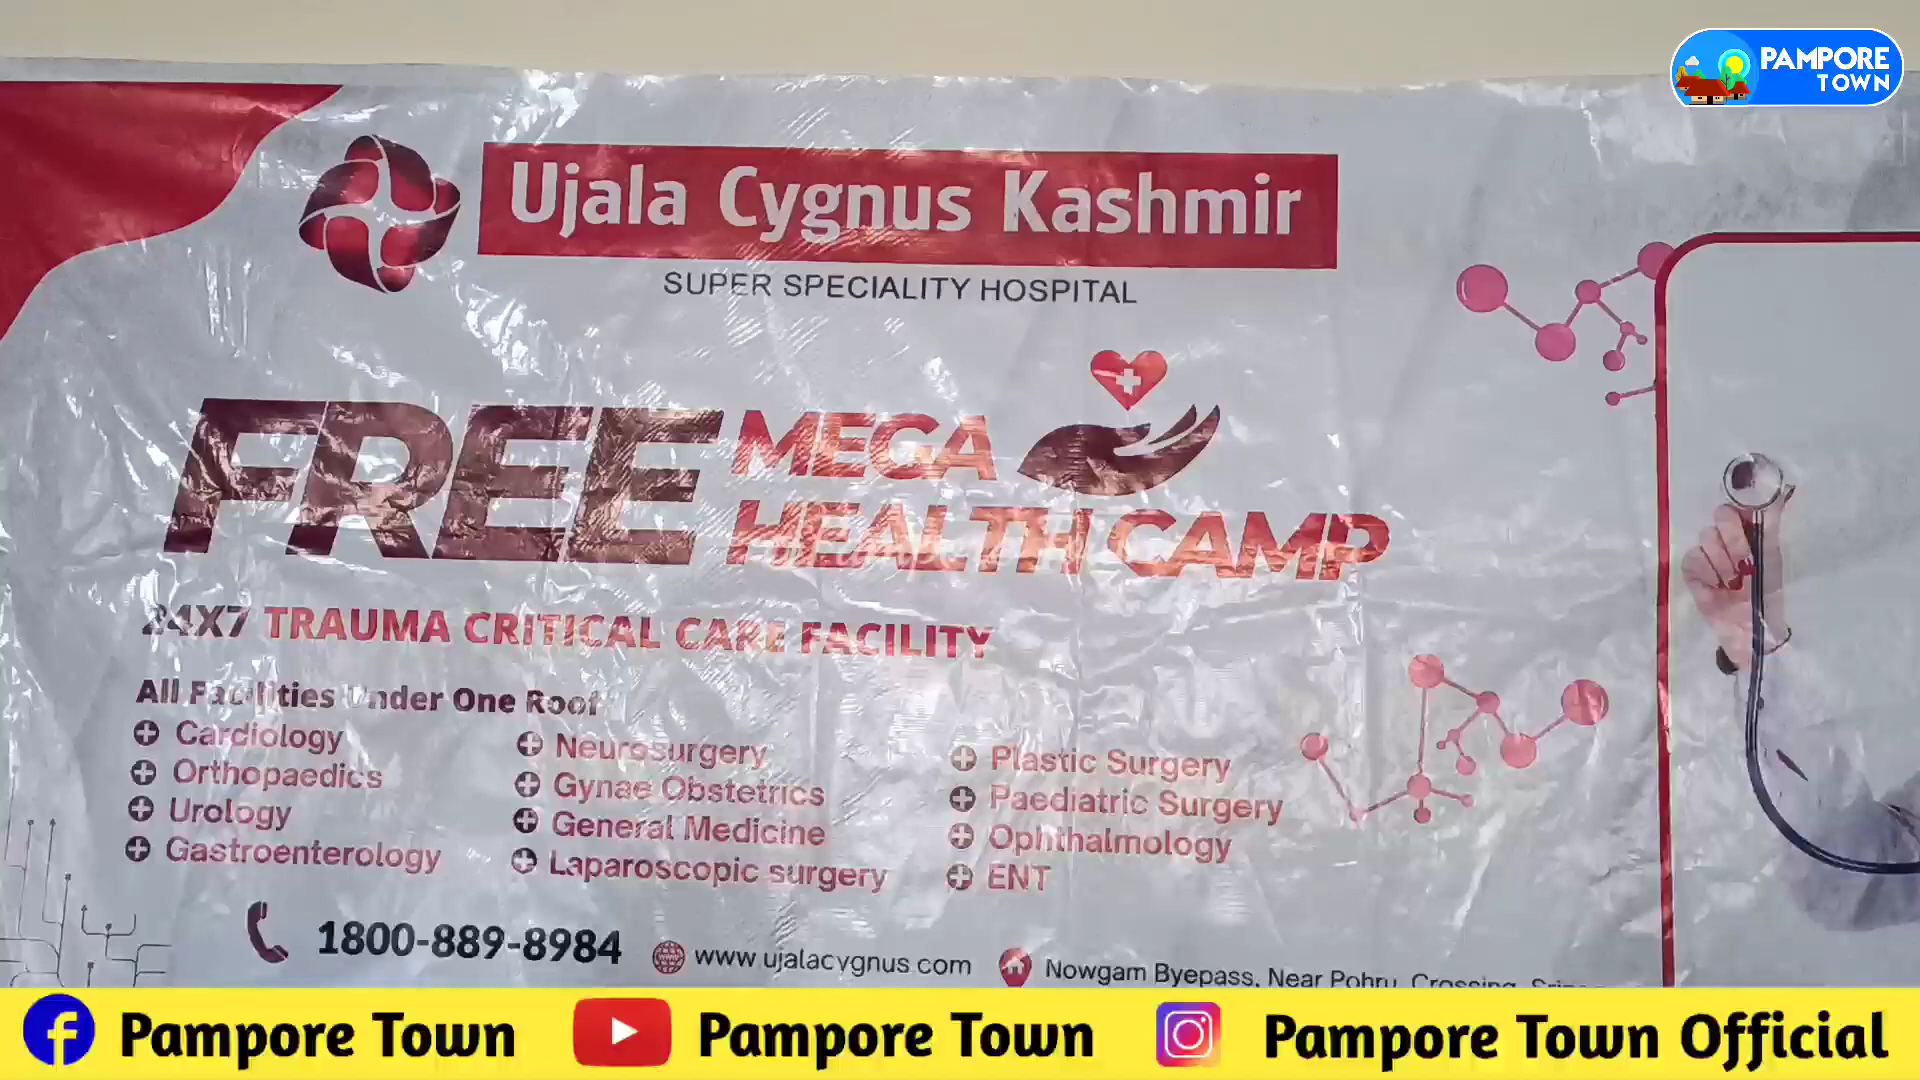 PAMPORE
TOWN
Ujala Cygnus Kashmir
SUPER SPECIALITY HOSPITAL
FREE MEGA
HEALTH CAMP
24X7 TRAUMA CRITICAL CARE FACILITY
All Facilities Under One Roof
Cardiology
Orthopaedics
Urology
Gastroenterology
Neurosurgery
Gynae Obstetrics
General Medicine
Laparoscopic surgery
Plastic Surgery
Paediatric Surgery
Ophthalmology
ENT
1800-889-8984
www.ujalacygnus.com
Nowgam Byepass, Near Pohru, Crossing,
Pampore Town
Pampore Town
Pampore Town Official